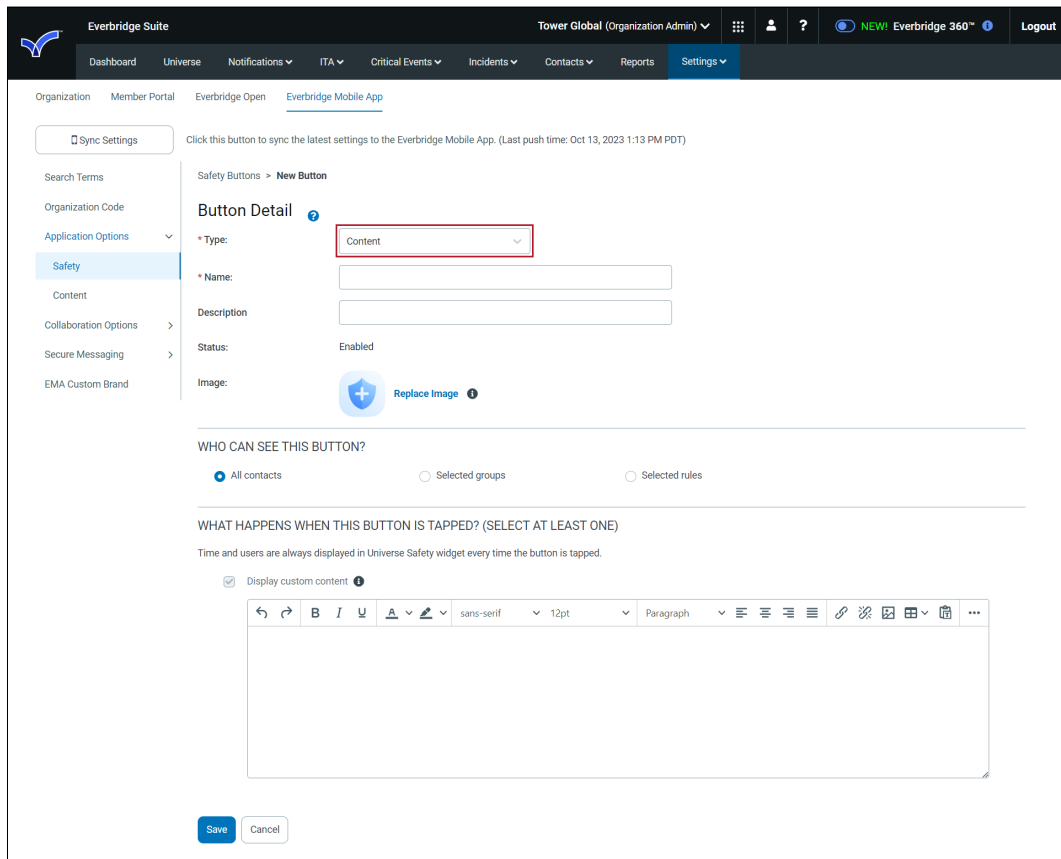 Everbridge Suite
Tower Global (Organization Admin)
?
NEW! Everbridge 360™
Logout
Dashboard
Universe
Notifications
ITA
Critical Events
Incidents
Contacts
Reports
Settings
Organization
Member Portal
Everbridge Open
Everbridge Mobile App
Sync Settings
Click this button to sync the latest settings to the Everbridge Mobile App. (Last push time: Oct 13, 2023 1:13 PM PDT)
Search Terms
Organization Code
Application Options
Safety
Content
Collaboration Options
Secure Messaging
EMA Custom Brand
Safety Buttons > New Button
Button Detail ?
* Type:
Content
* Name:
Description
Status:
Enabled
Image:
Replace Image
WHO CAN SEE THIS BUTTON?
All contacts
Selected groups
Selected rules
WHAT HAPPENS WHEN THIS BUTTON IS TAPPED? (SELECT AT LEAST ONE)
Time and users are always displayed in Universe Safety widget every time the button is tapped.
Display custom content
B I U A sans-serif 12pt Paragraph ...
Save
Cancel